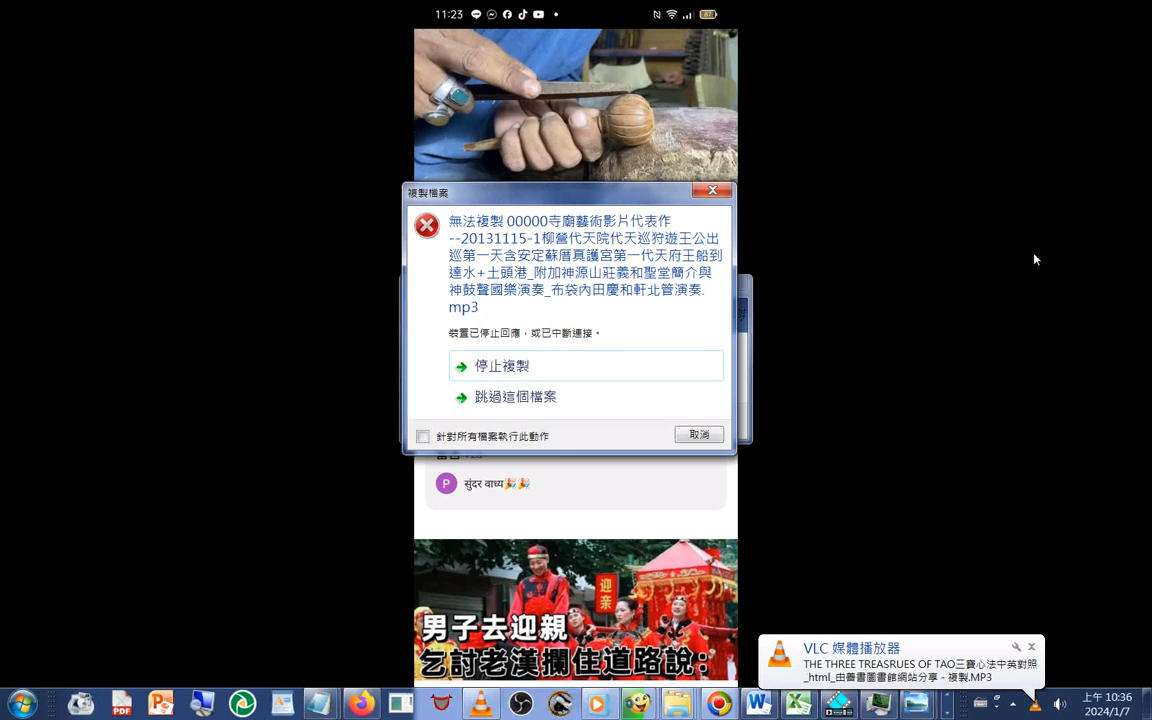 11:23
87
複製檔案
無法複製 00000寺廟藝術影片代表作
--20131115-1柳營代天院代天巡狩遊王公出
巡第一天含安定蘇厝真護宮第一代天府王船到
達水+土頭港_附加神源山莊義和聖堂簡介與
神鼓聲國樂演奏_布袋內田慶和軒北管演奏.
mp3
裝置已停止回應，或已中斷連接。
停止複製
跳過這個檔案
針對所有檔案執行此動作
取消
P
सुंदर वाध्य🎉🎉
迎亲
男子去迎親
乞討老漢攔住道路說:
VLC 媒體播放器
THE THREE TREASRUES OF TAO三寶心法中英對照
_html_由善書圖書館網站分享 - 複製.MP3
PDF
上午 10:36
2024/1/7